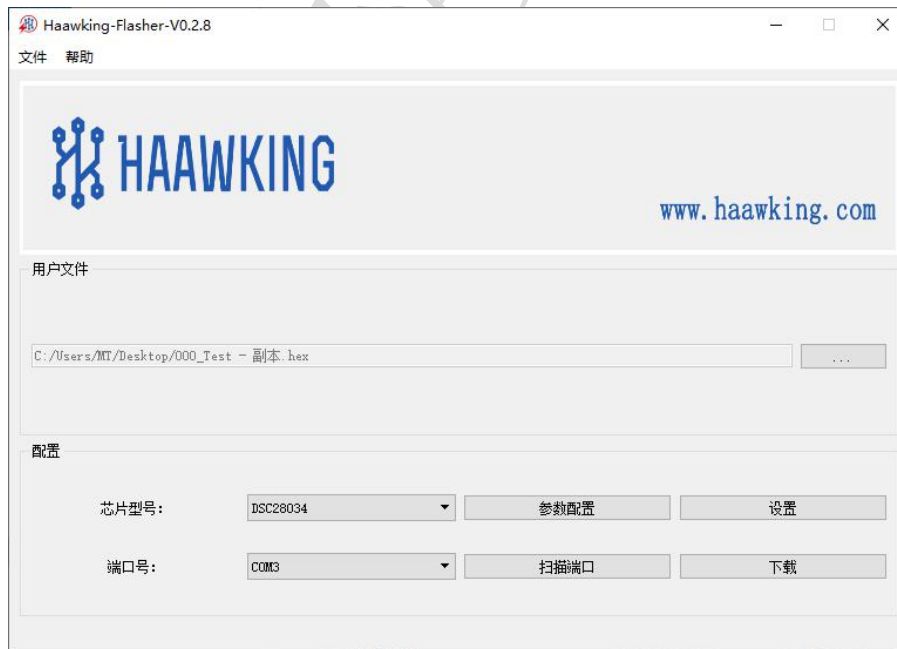 Haawking-Flasher-V0.2.8
文件 帮助
HAAWKING
www.haawking.com
用户文件
C:/Users/MT/Desktop/000_Test - 副本.hex ...
配置
芯片型号: DSC28034 参数配置 设置
端口号: COM3 扫描端口 下载